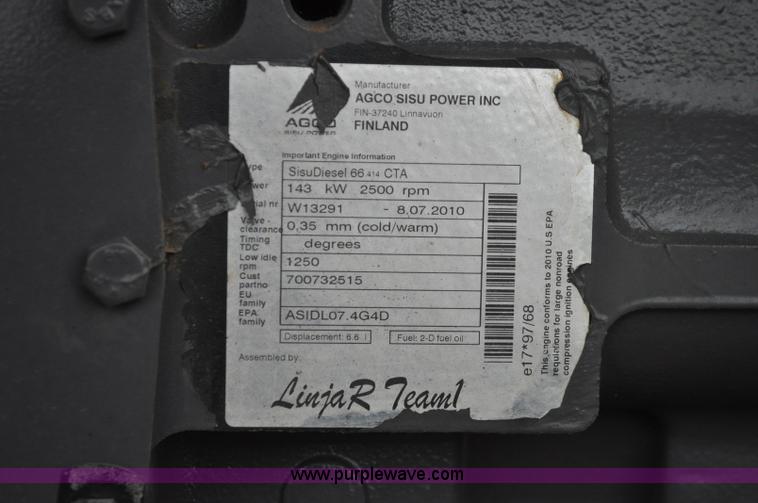 Manufacturer
AGCO SISU POWER INC
FIN-37240 Linnavuori
FINLAND
AGCO
SISU POWER
Important Engine Information
SisuDiesel 66.414 CTA
143 kW 2500 rpm
nr W13291 - 8,07.2010
Valve - clearance 0,35 mm (cold/warm)
Timing TDC degrees
Low idle rpm 1250
Cust partno 700732515
EU family
EPA family ASIDL07.4G4D
Displacement: 6.6 l
Fuel: 2-D fuel oil
Assembled by:
LinjaR Team1
e17*97/68
This engine conforms to 2010 U S EPA
regulations for large nonroad
compression ignition engines
www.purplewave.com